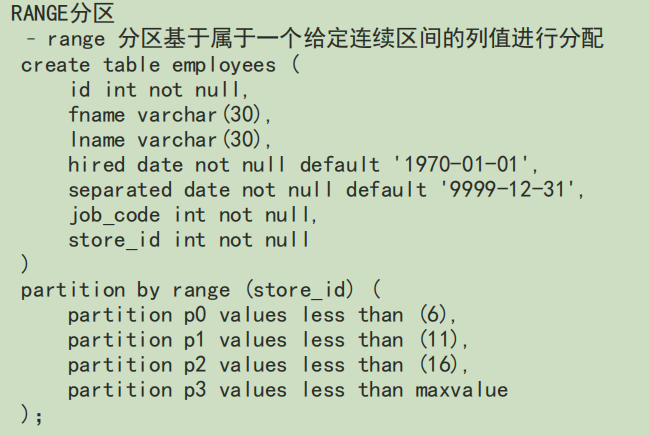 RANGE分区
– range 分区基于属于一个给定连续区间的列值进行分配
create table employees (
id int not null,
fname varchar(30),
lname varchar(30),
hired date not null default '1970-01-01',
separated date not null default '9999-12-31',
job_code int not null,
store_id int not null
)
partition by range (store_id) (
partition p0 values less than (6),
partition p1 values less than (11),
partition p2 values less than (16),
partition p3 values less than maxvalue
);